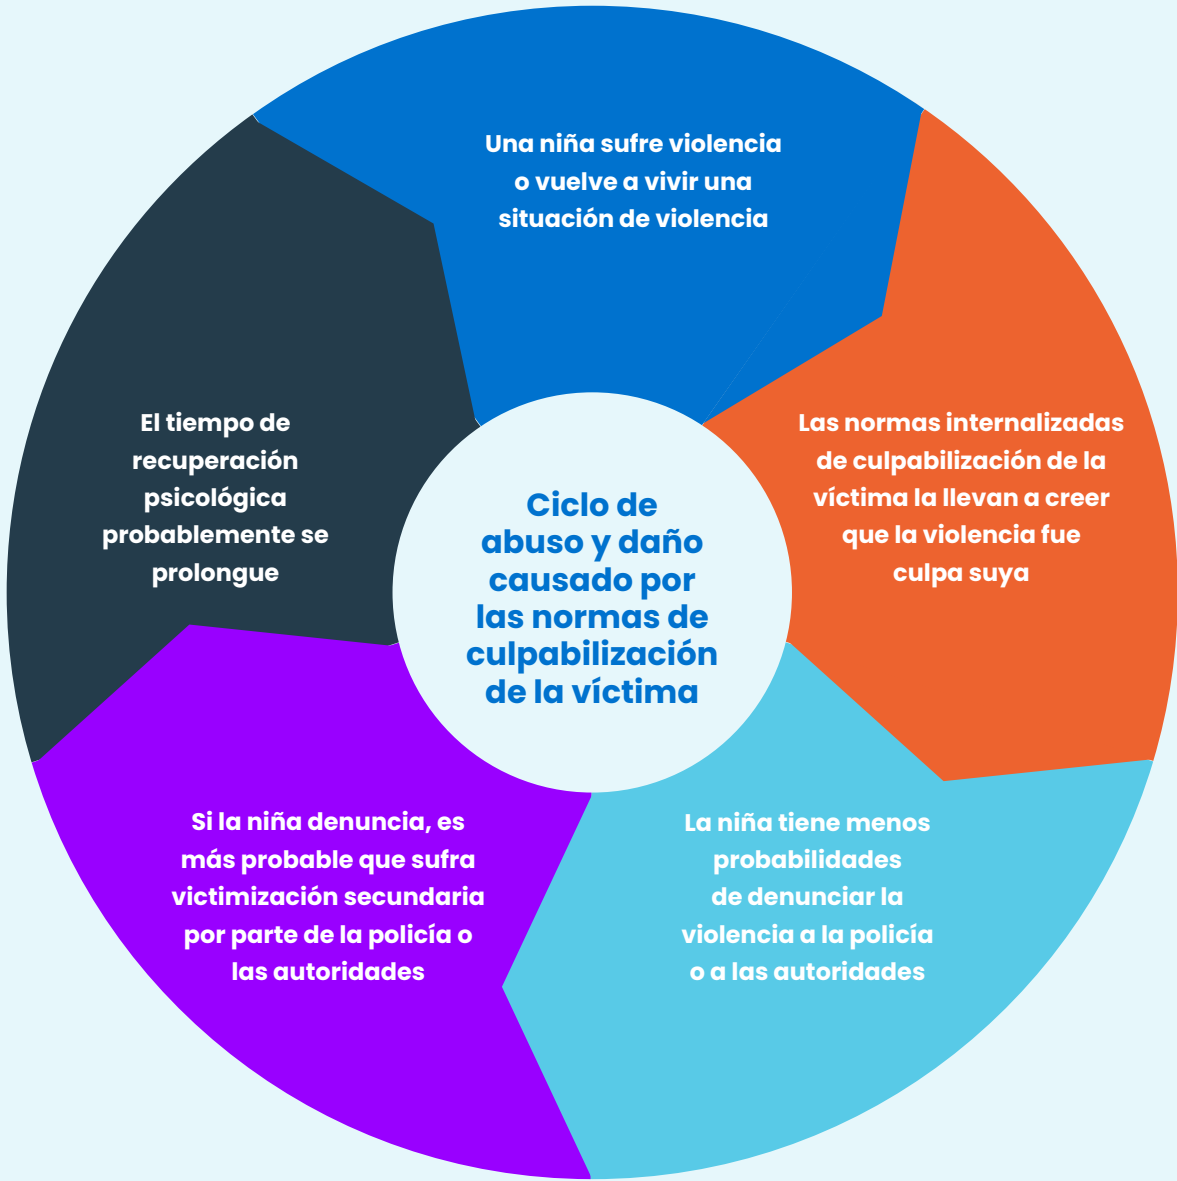 Una niña sufre violencia
o vuelve a vivir una
situación de violencia
Las normas internalizadas
de culpabilización de la
víctima la llevan a creer
que la violencia fue
culpa suya
La niña tiene menos
probabilidades
de denunciar la
violencia a la policía
o a las autoridades
Si la niña denuncia, es
más probable que sufra
victimización secundaria
por parte de la policía o
las autoridades
El tiempo de
recuperación
psicológica
probablemente se
prolongue
Ciclo de
abuso y daño
causado por
las normas de
culpabilización
de la víctima